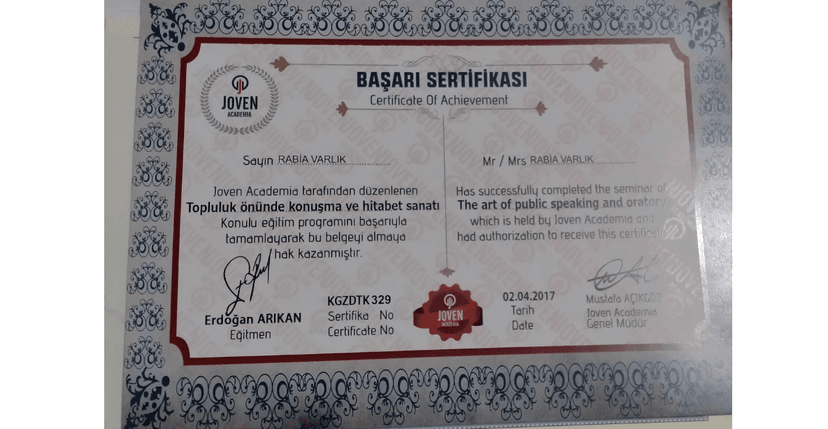 JOVEN
ACADEMIA
BAŞARI SERTİFİKASI
Certificate Of Achievement
Sayın RABİA VARLIK
Joven Academia tarafından düzenlenen
Topluluk önünde konuşma ve hitabet sanatı
Konulu eğitim programını başarıyla
tamamlayarak bu belgeyi almaya
hak kazanmıştır.
Mr / Mrs RABİA VARLIK
Has successfully completed the seminar of
The art of public speaking and oratory
which is held by Joven Academia and
had authorization to receive this certificate
Erdoğan ARIKAN
Eğitmen
KGZDTK 329
Sertifika No
Certificate No
JOVEN
ACADEMIA
02.04.2017
Tarih
Date
Mustafa AÇIKGÖZ
Joven Academia
Genel Müdür